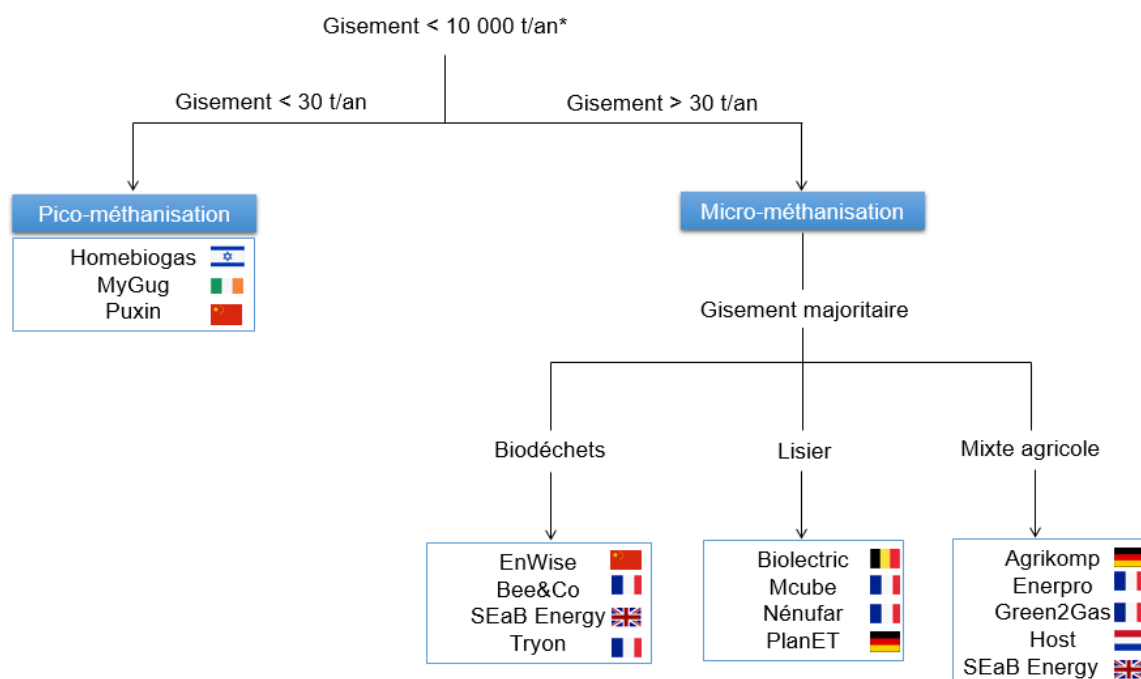 Gisement < 10 000 t/an*
Gisement < 30 t/an
Gisement > 30 t/an
Pico-méthanisation
Homebiogas
MyGug
Puxin
Micro-méthanisation
Gisement majoritaire
Biodéchets
Lisier
Mixte agricole
EnWise
Bee&Co
SEaB Energy
Tryon
Biolectric
Mcube
Nénufar
PlanET
Agrikomp
Enerpro
Green2Gas
Host
SEaB Energy